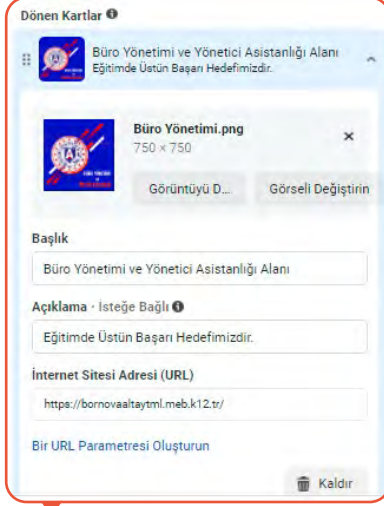 Dönen Kartlar
Büro Yönetimi ve Yönetici Asistanlığı Alanı
Eğitimde Üstün Başarı Hedefimizdir.
Büro Yönetimi.png
750 × 750
Görüntüyü D...
Görseli Değiştirin
Başlık
Büro Yönetimi ve Yönetici Asistanlığı Alanı
Açıklama · İsteğe Bağlı
Eğitimde Üstün Başarı Hedefimizdir.
İnternet Sitesi Adresi (URL)
https://bornovaaltaytml.meb.k12.tr/
Bir URL Parametresi Oluşturun
Kaldır